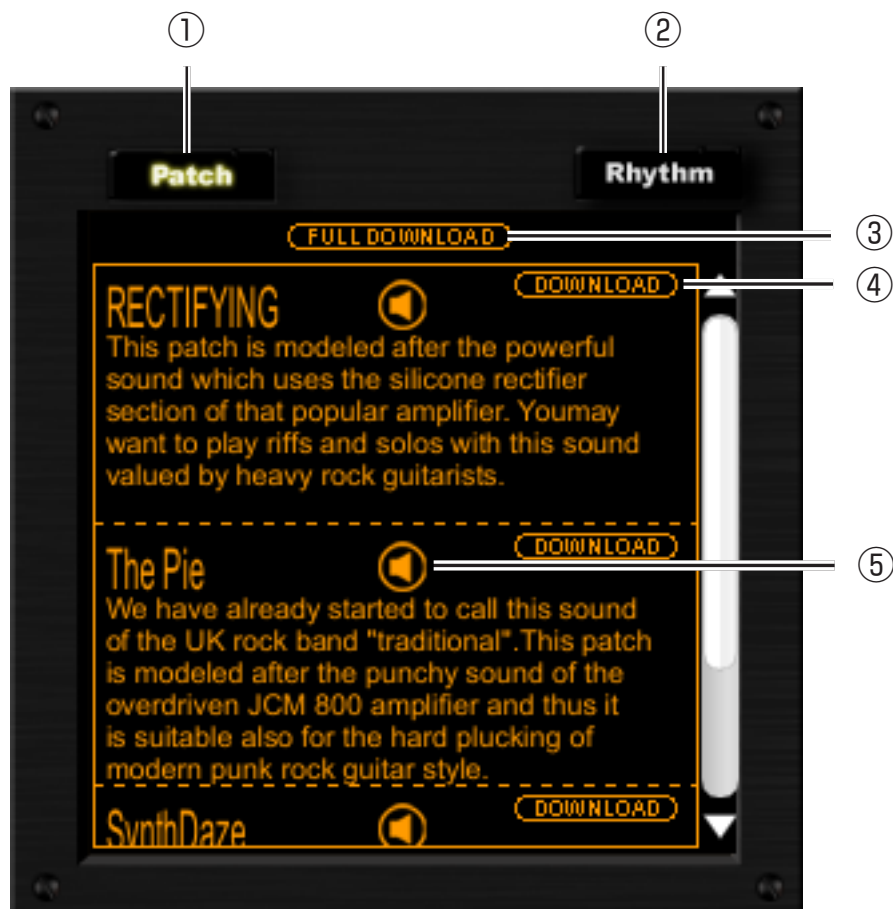 ① ②
Patch Rhythm
FULL DOWNLOAD ③
DOWNLOAD ④
RECTIFYING
This patch is modeled after the powerful
sound which uses the silicone rectifier
section of that popular amplifier. Youmay
want to play riffs and solos with this sound
valued by heavy rock guitarists.
DOWNLOAD
The Pie ⑤
We have already started to call this sound
of the UK rock band "traditional".This patch
is modeled after the punchy sound of the
overdriven JCM 800 amplifier and thus it
is suitable also for the hard plucking of
modern punk rock guitar style.
DOWNLOAD
SynthDaze